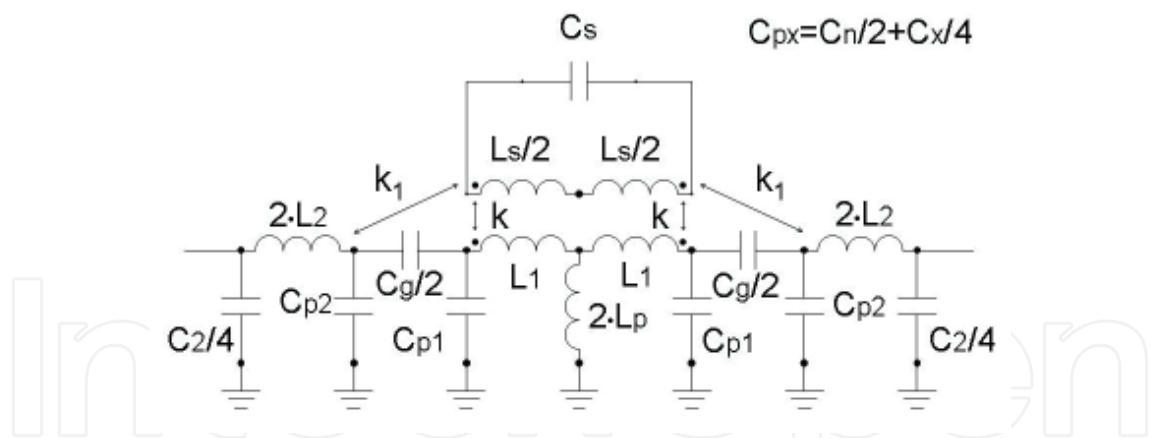 Cs
Cpx=Cn/2+Cx/4
Ls/2 Ls/2
k1 k1
2·L2 k k 2·L2
Cg/2 L1 L1 Cg/2
Cp2 2·Lp Cp2
C2/4 Cp1 Cp1 C2/4